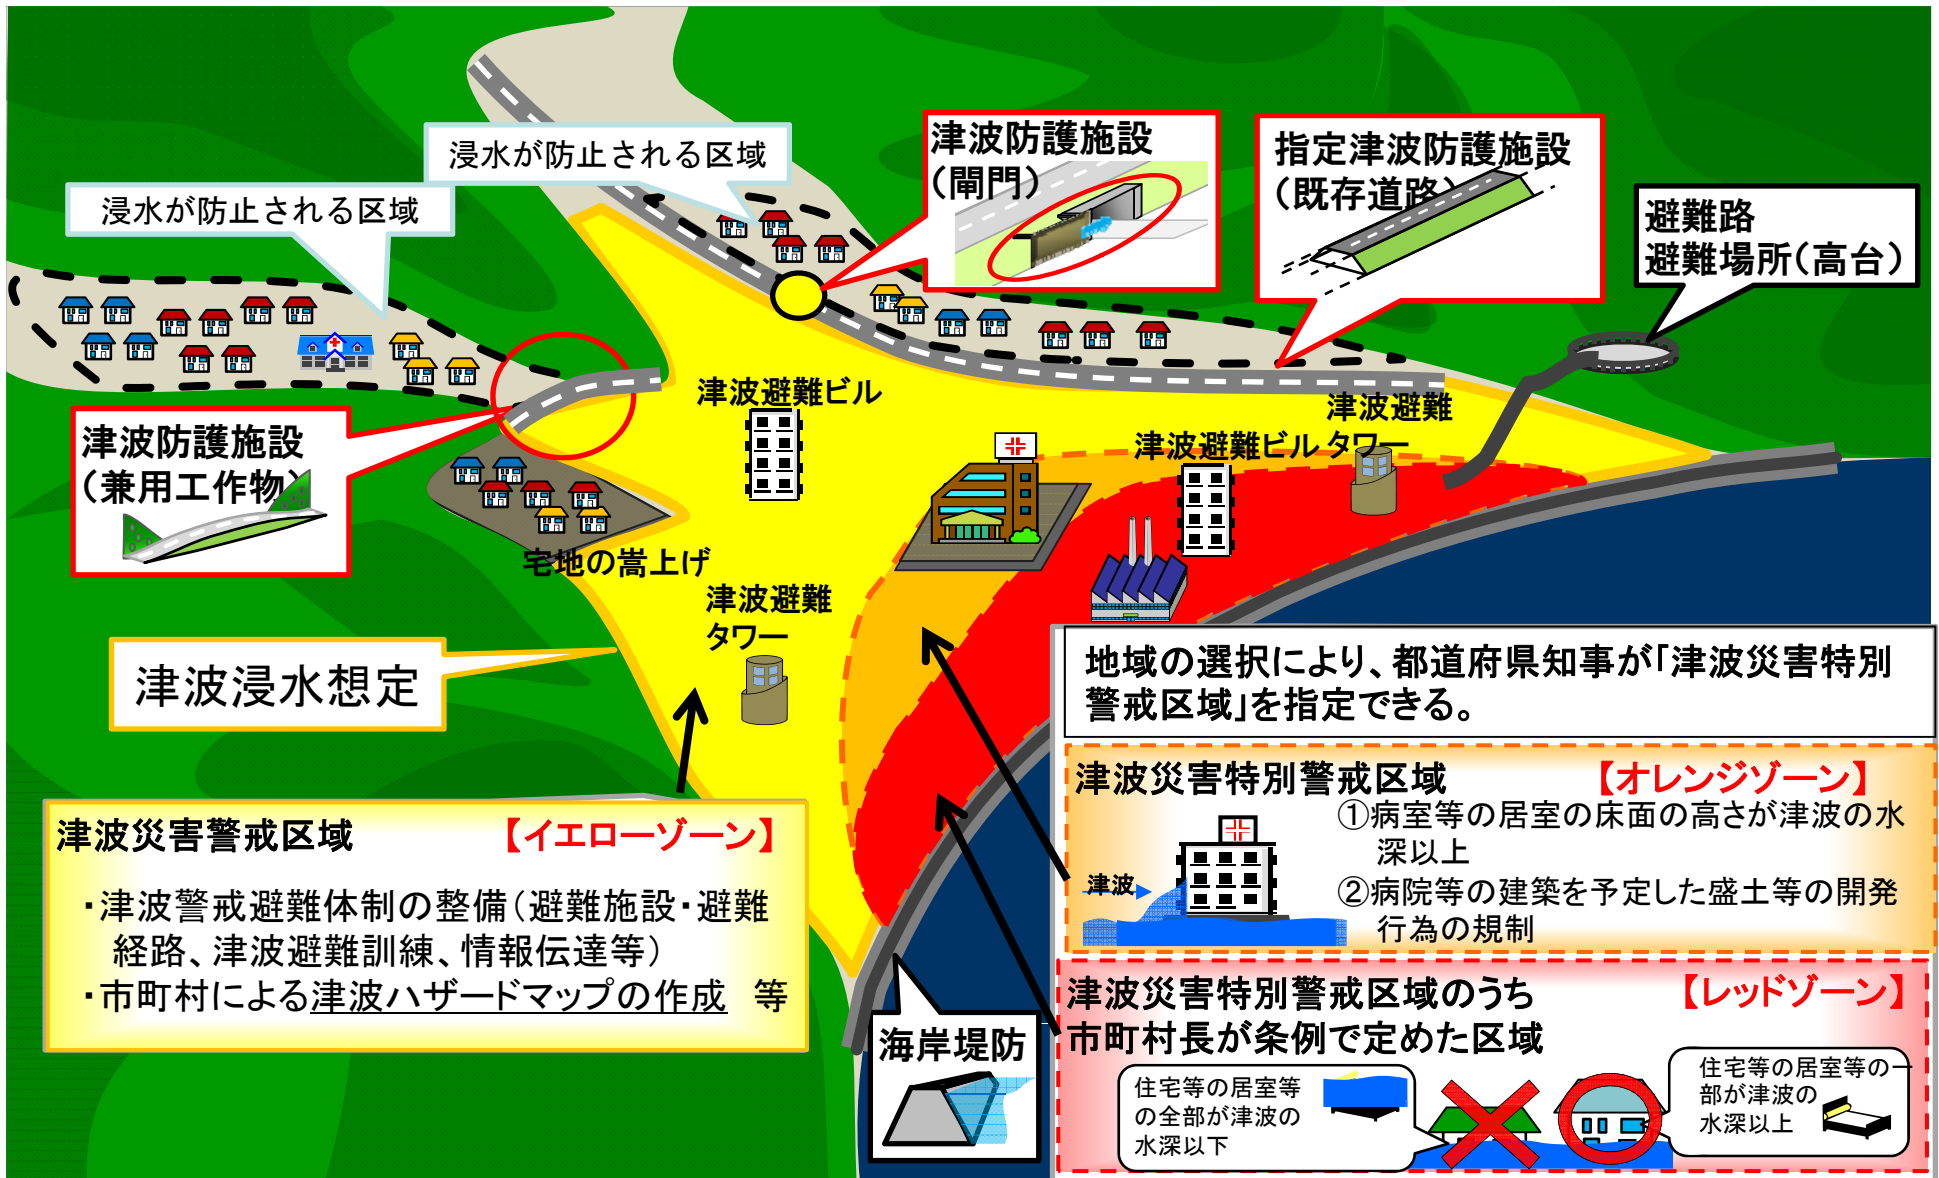 浸水が防止される区域
浸水が防止される区域
津波防護施設
（閘門）
指定津波防護施設
（既存道路）
避難路
避難場所（高台）
津波防護施設
（兼用工作物）
津波避難ビル
津波避難
タワー
津波避難ビル
宅地の嵩上げ
津波避難
タワー
津波浸水想定
地域の選択により、都道府県知事が「津波災害特別
警戒区域」を指定できる。
津波災害警戒区域 【イエローゾーン】
・津波警戒避難体制の整備（避難施設・避難
経路、津波避難訓練、情報伝達等）
・市町村による津波ハザードマップの作成 等
津波災害特別警戒区域 【オレンジゾーン】
①病室等の居室の床面の高さが津波の水
深以上
②病院等の建築を予定した盛土等の開発
行為の規制
津波
海岸堤防
津波災害特別警戒区域のうち 【レッドゾーン】
市町村長が条例で定めた区域
住宅等の居室等
の全部が津波の
水深以下
住宅等の居室等の一
部が津波の
水深以上